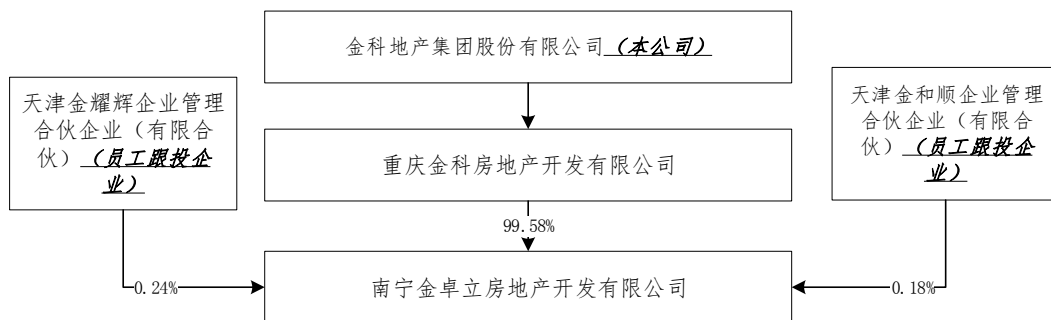 金科地产集团股份有限公司（本公司）
天津金耀辉企业管理
合伙企业（有限合
伙）（员工跟投企
业）
天津金和顺企业管理
合伙企业（有限合
伙）（员工跟投企
业）
重庆金科房地产开发有限公司
99.58%
0.24%
南宁金卓立房地产开发有限公司
0.18%